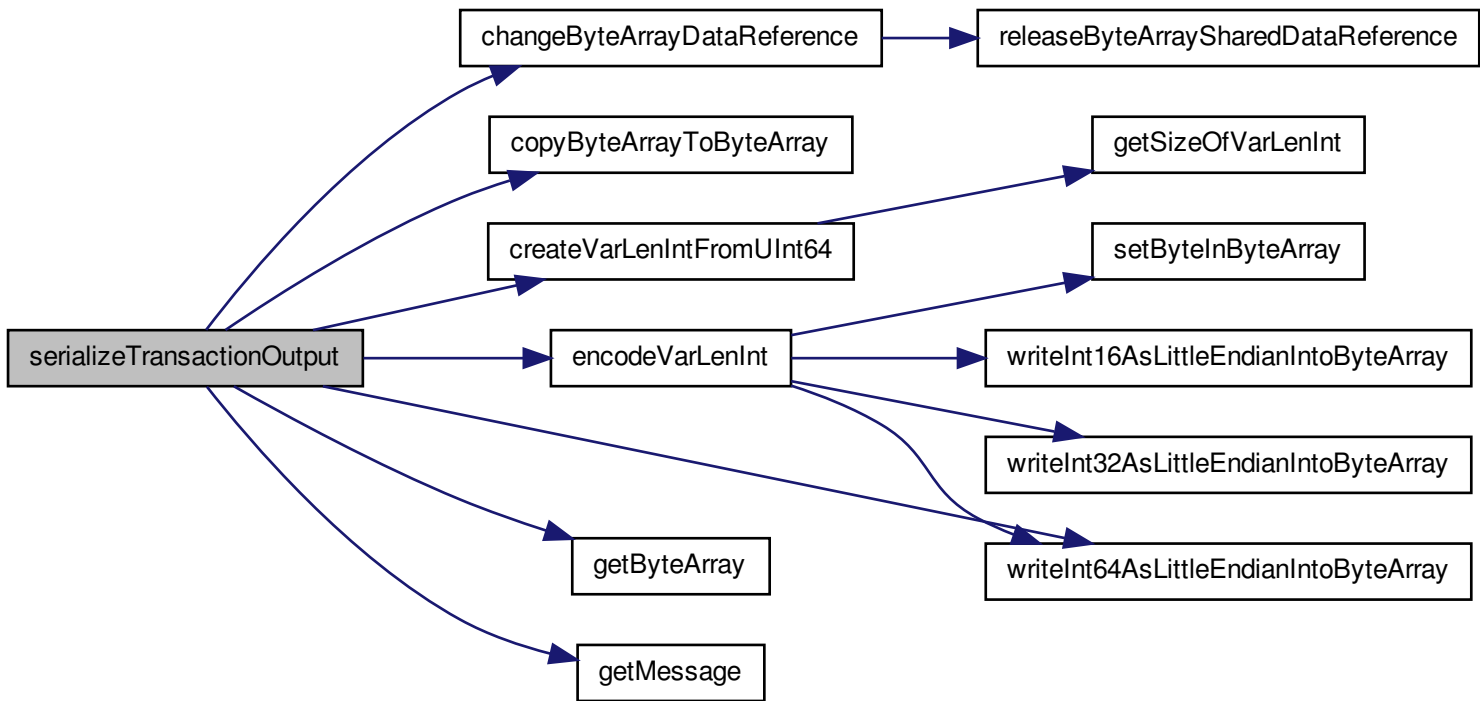 changeByteArrayDataReference
releaseByteArraySharedDataReference
copyByteArrayToByteArray
getSizeOfVarLenInt
createVarLenIntFromUInt64
setByteInByteArray
serializeTransactionOutput
encodeVarLenInt
writeInt16AsLittleEndianIntoByteArray
writeInt32AsLittleEndianIntoByteArray
getByteArray
writeInt64AsLittleEndianIntoByteArray
getMessage